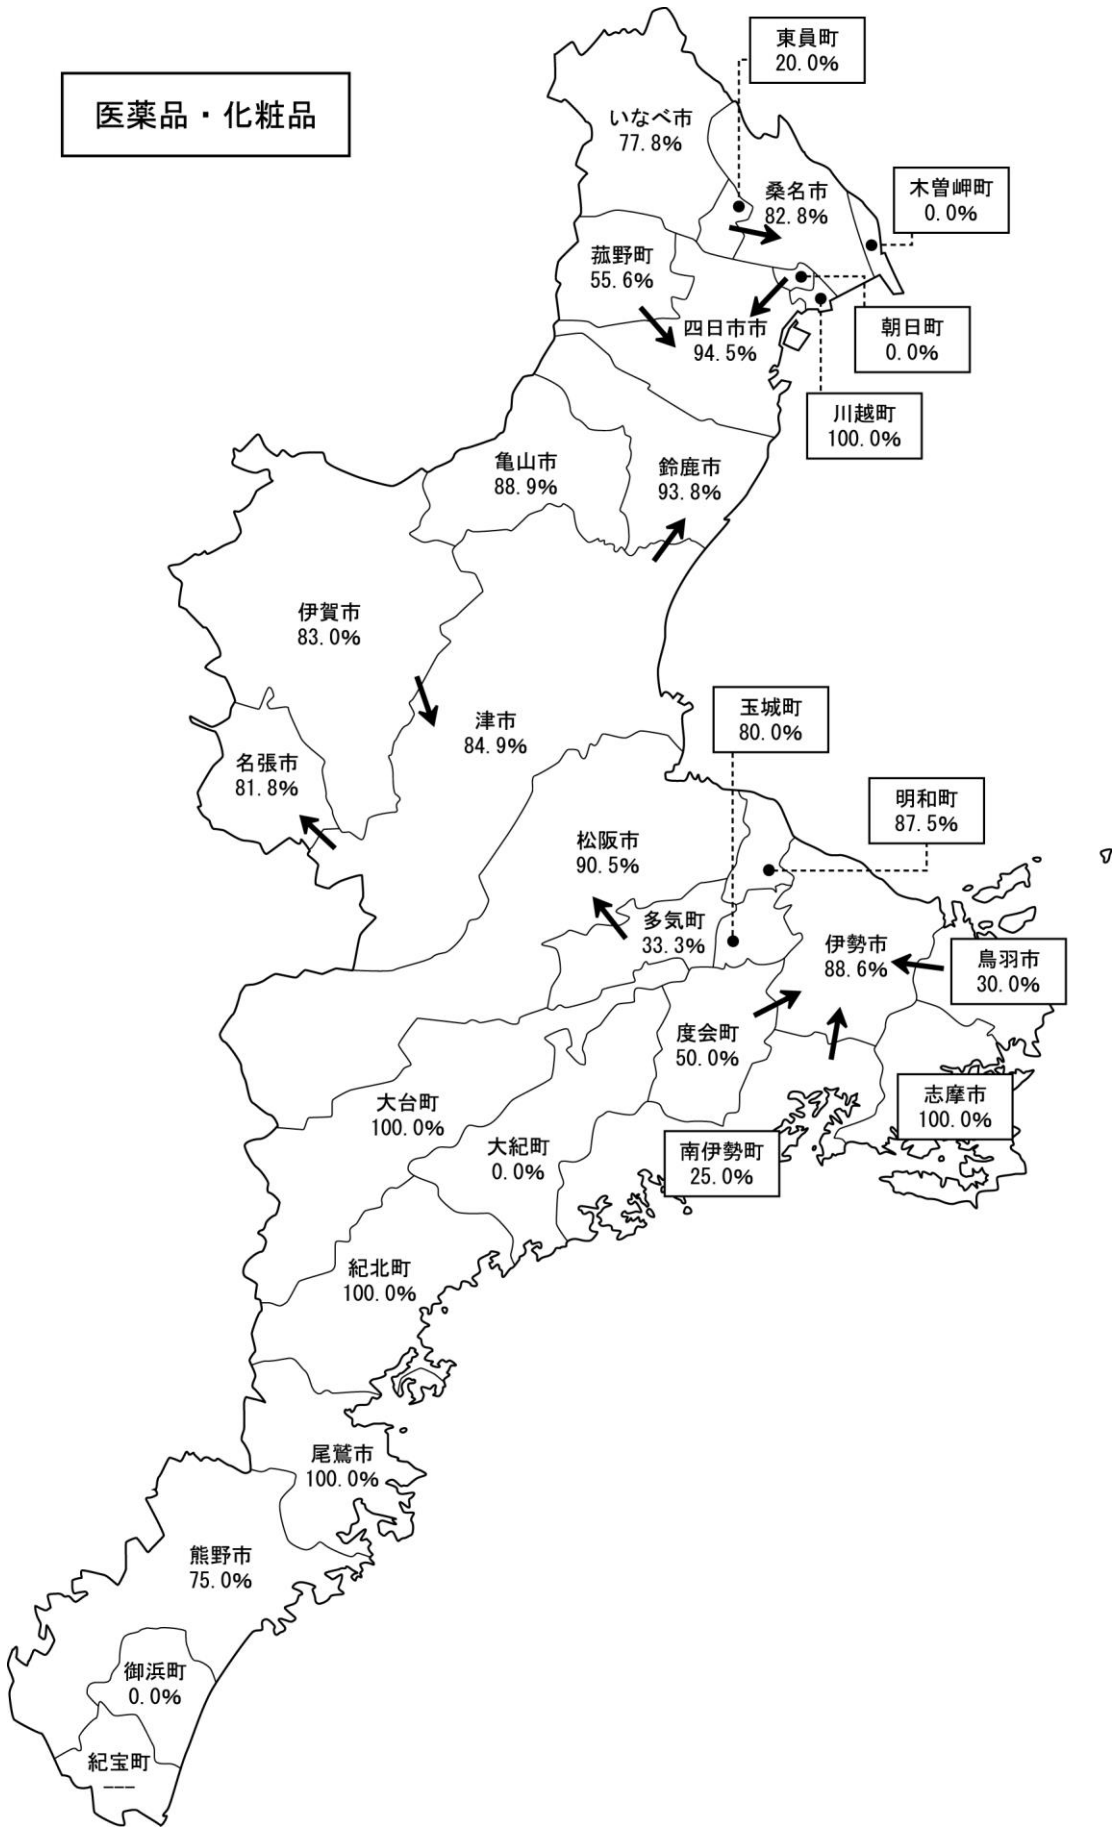 医薬品・化粧品
東員町
20.0%
いなべ市
77.8%
桑名市
82.8%
木曽岬町
0.0%
菰野町
55.6%
四日市市
94.5%
朝日町
0.0%
川越町
100.0%
亀山市
88.9%
鈴鹿市
93.8%
伊賀市
83.0%
津市
84.9%
玉城町
80.0%
名張市
81.8%
明和町
87.5%
松阪市
90.5%
多気町
33.3%
伊勢市
88.6%
鳥羽市
30.0%
度会町
50.0%
志摩市
100.0%
大台町
100.0%
大紀町
0.0%
南伊勢町
25.0%
紀北町
100.0%
尾鷲市
100.0%
熊野市
75.0%
御浜町
0.0%
紀宝町
---